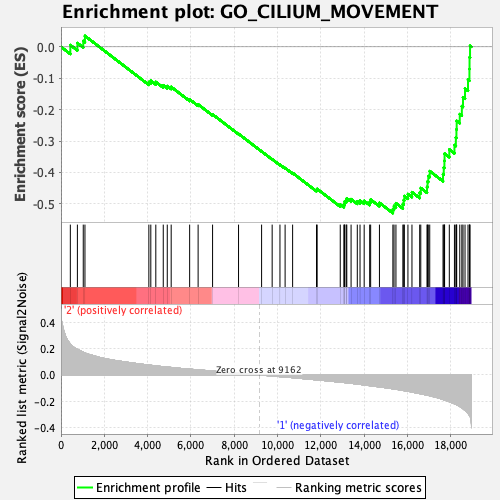 Enrichment plot: GO_CILIUM_MOVEMENT
Enrichment score (ES)
0.0
-0.1
-0.2
-0.3
-0.4
-0.5
'2' (positively correlated)
Ranked list metric (Signal2Noise)
0.4
0.2
0.0
-0.2
-0.4
Zero cross at 9162
'1' (negatively correlated)
0 2,000 4,000 6,000 8,000 10,000 12,000 14,000 16,000 18,000
Rank in Ordered Dataset
Enrichment profile Hits Ranking metric scores